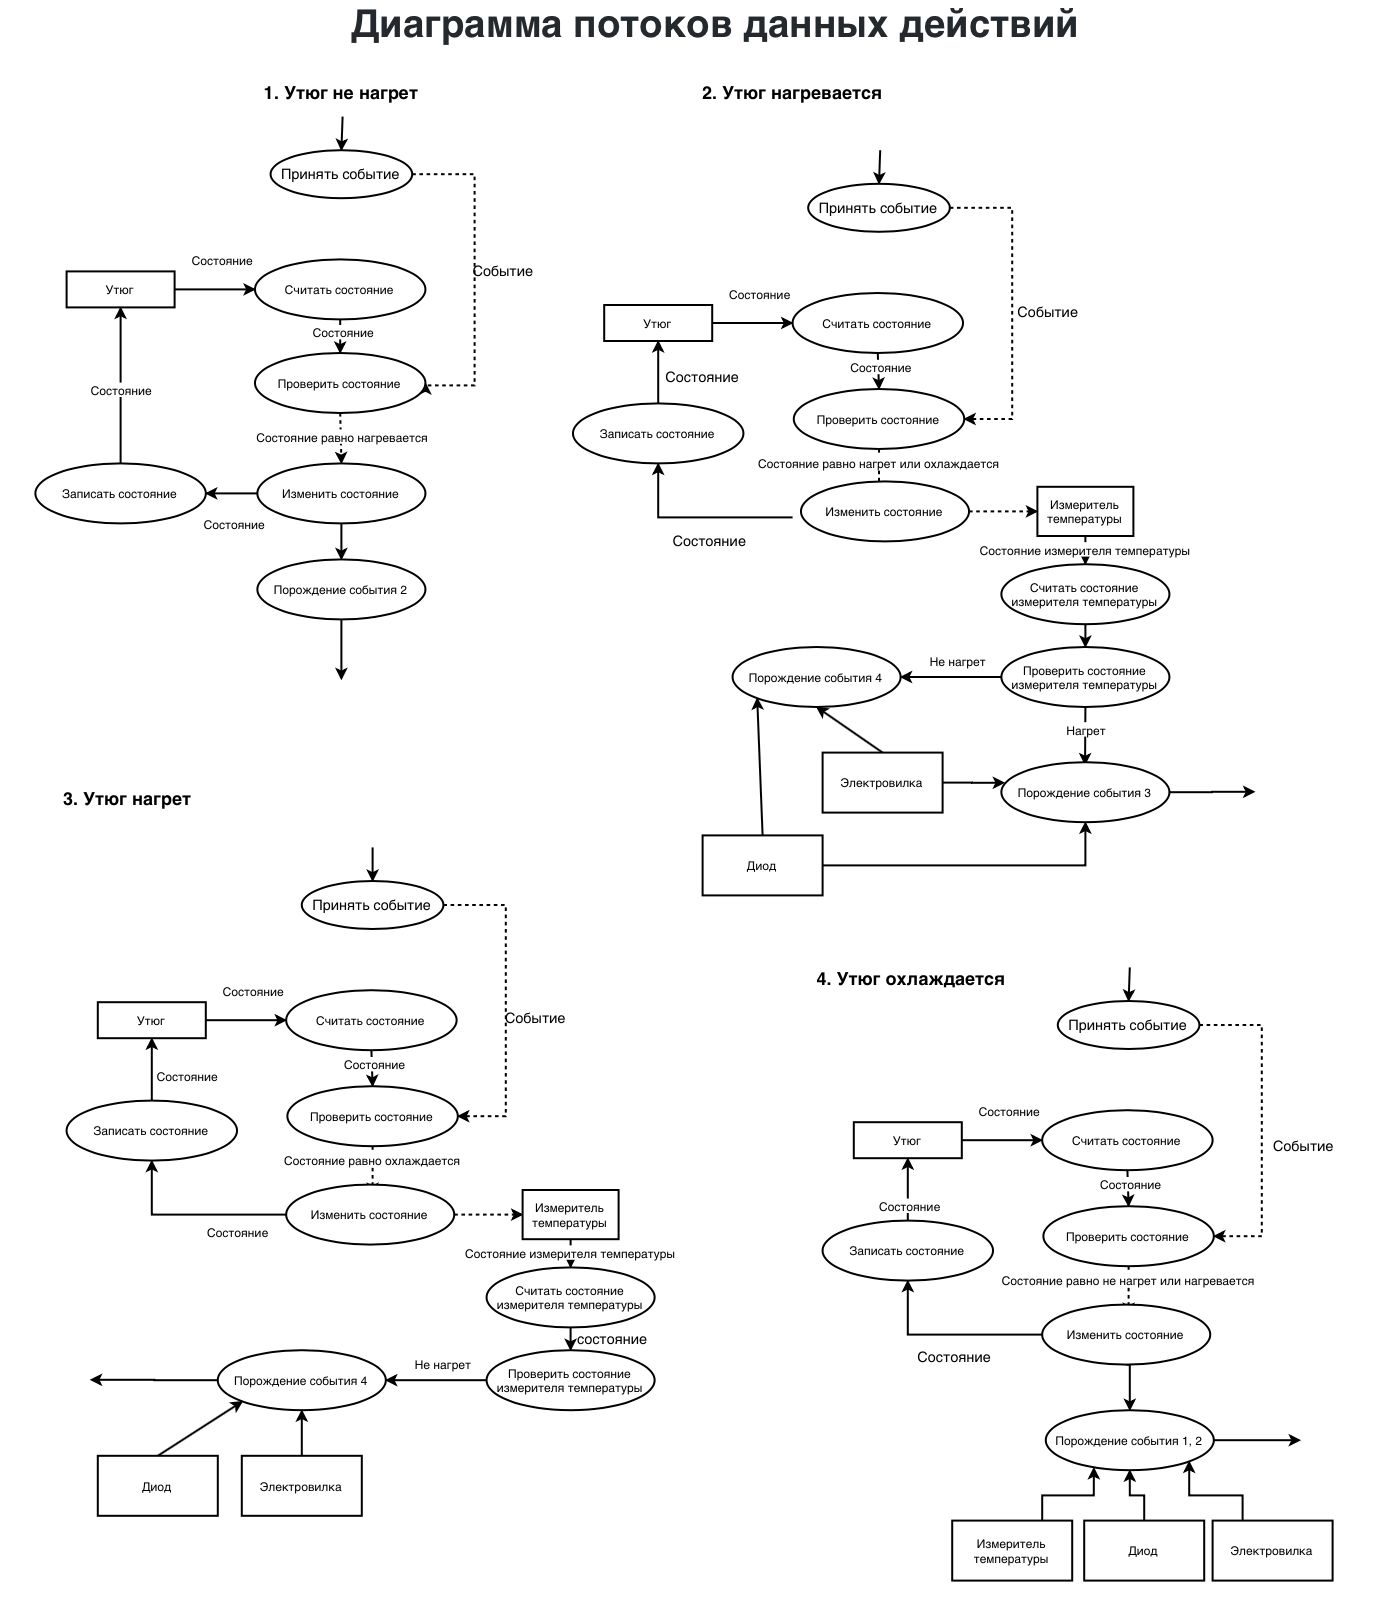 Диаграмма потоков данных действий
1. Утюг не нагрет
Принять событие
Событие
Состояние
Утюг
Считать состояние
Состояние
Проверить состояние
Состояние
Состояние равно нагревается
Записать состояние
Изменить состояние
Состояние
Порождение события 2
2. Утюг нагревается
Принять событие
Состояние
Событие
Утюг
Считать состояние
Состояние
Состояние
Проверить состояние
Записать состояние
Состояние равно нагрет или охлаждается
Изменить состояние
Измеритель
температуры
Состояние
Состояние измерителя температуры
Считать состояние
измерителя температуры
Не нагрет
Проверить состояние
измерителя температуры
Порождение события 4
Нагрет
Электровилка
Порождение события 3
Диод
3. Утюг нагрет
Принять событие
Состояние
Событие
Утюг
Считать состояние
Состояние
Состояние
Проверить состояние
Записать состояние
Состояние равно охлаждается
Изменить состояние
Измеритель
температуры
Состояние
Состояние измерителя температуры
Считать состояние
измерителя температуры
состояние
Не нагрет
Проверить состояние
измерителя температуры
Порождение события 4
Диод
Электровилка
4. Утюг охлаждается
Принять событие
Состояние
Событие
Утюг
Считать состояние
Состояние
Состояние
Проверить состояние
Записать состояние
Состояние равно не нагрет или нагревается
Изменить состояние
Состояние
Порождение события 1, 2
Измеритель
температуры
Диод
Электровилка